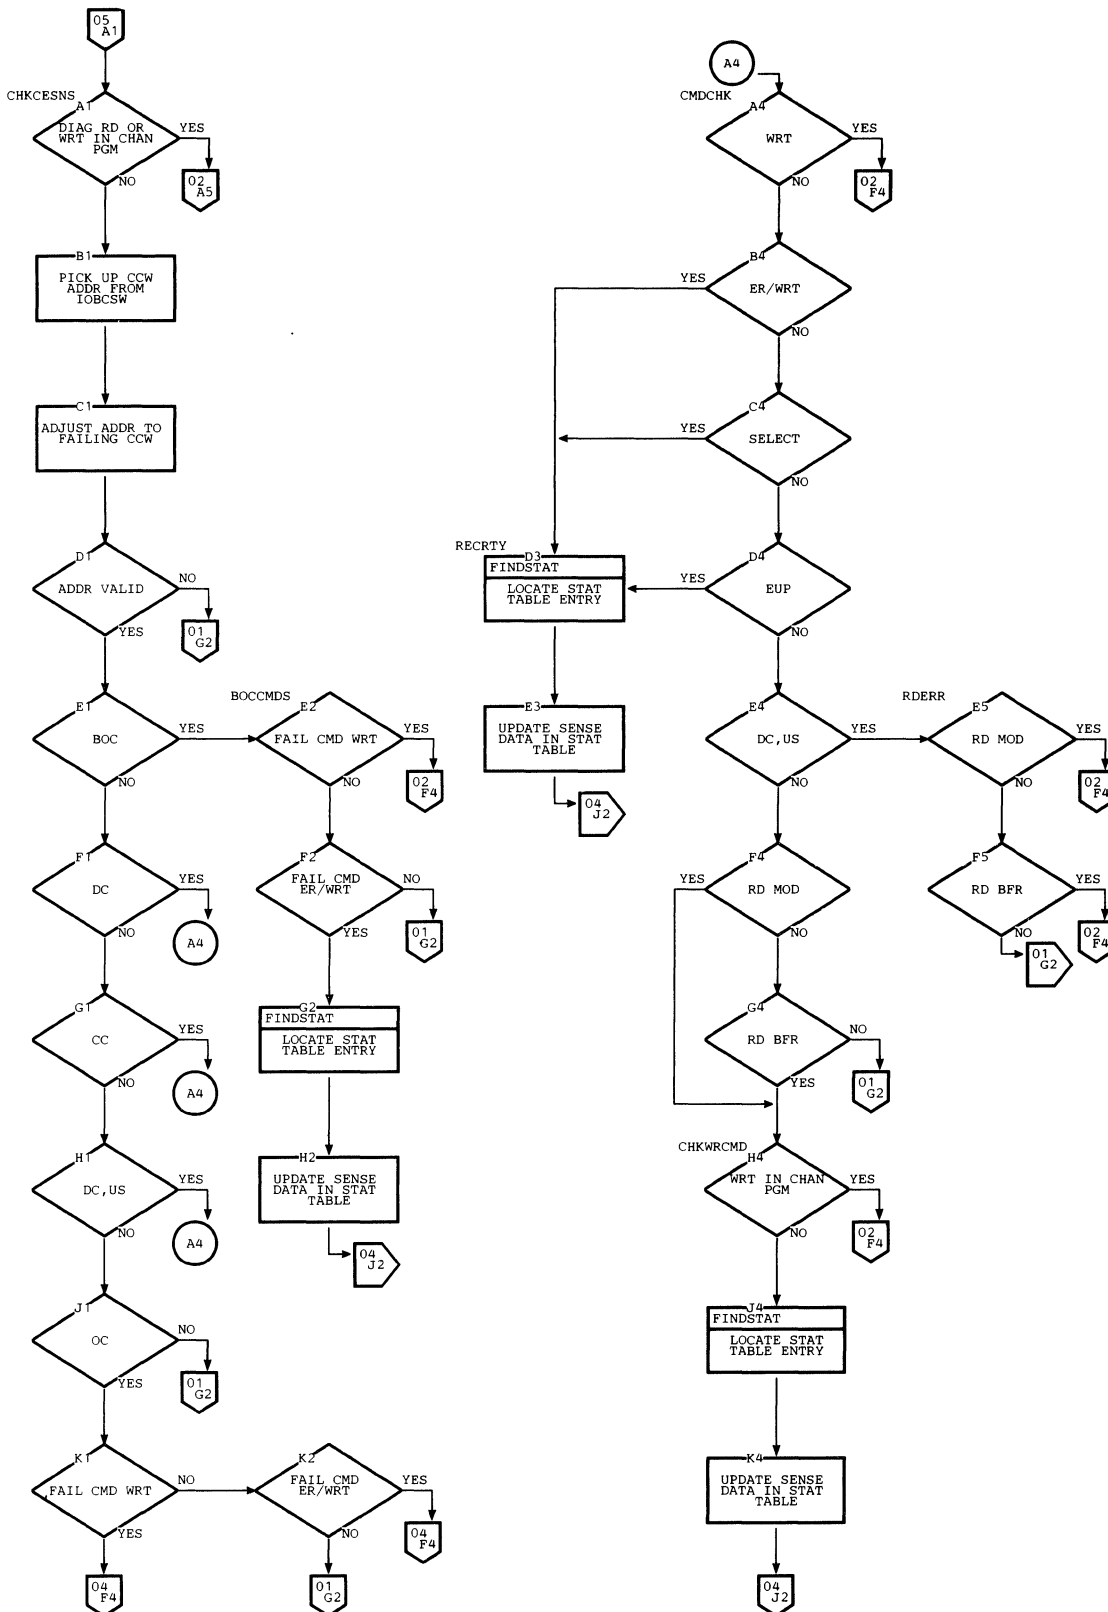 05
A1
CHKCESNS
A1
DIAG RD OR
WRT IN CHAN
PGM
YES
02
A5
NO
B1
PICK UP CCW
ADDR FROM
IOBCSW
C1
ADJUST ADDR TO
FAILING CCW
D1
ADDR VALID
NO
01
G2
YES
E1
BOC
YES
NO
BOCCMDS
E2
FAIL CMD WRT
YES
02
F4
NO
F1
DC
YES
A4
NO
F2
FAIL CMD
ER/WRT
NO
01
G2
YES
G1
CC
YES
A4
NO
G2
FINDSTAT
LOCATE STAT
TABLE ENTRY
H1
DC,US
YES
A4
NO
H2
UPDATE SENSE
DATA IN STAT
TABLE
04
J2
J1
OC
NO
01
G2
YES
K1
FAIL CMD WRT
NO
YES
04
F4
K2
FAIL CMD
ER/WRT
YES
04
F4
NO
01
G2
A4
CMDCHK
A4
WRT
YES
02
F4
NO
B4
ER/WRT
YES
NO
C4
SELECT
YES
NO
RECRTY
D3
FINDSTAT
LOCATE STAT
TABLE ENTRY
D4
EUP
YES
NO
E3
UPDATE SENSE
DATA IN STAT
TABLE
04
J2
E4
DC,US
YES
NO
RDERR
E5
RD MOD
YES
02
F4
NO
F4
RD MOD
YES
NO
F5
RD BFR
YES
02
F4
NO
01
G2
G4
RD BFR
NO
01
G2
YES
CHKWRCMD
H4
WRT IN CHAN
PGM
YES
02
F4
NO
J4
FINDSTAT
LOCATE STAT
TABLE ENTRY
K4
UPDATE SENSE
DATA IN STAT
TABLE
04
J2